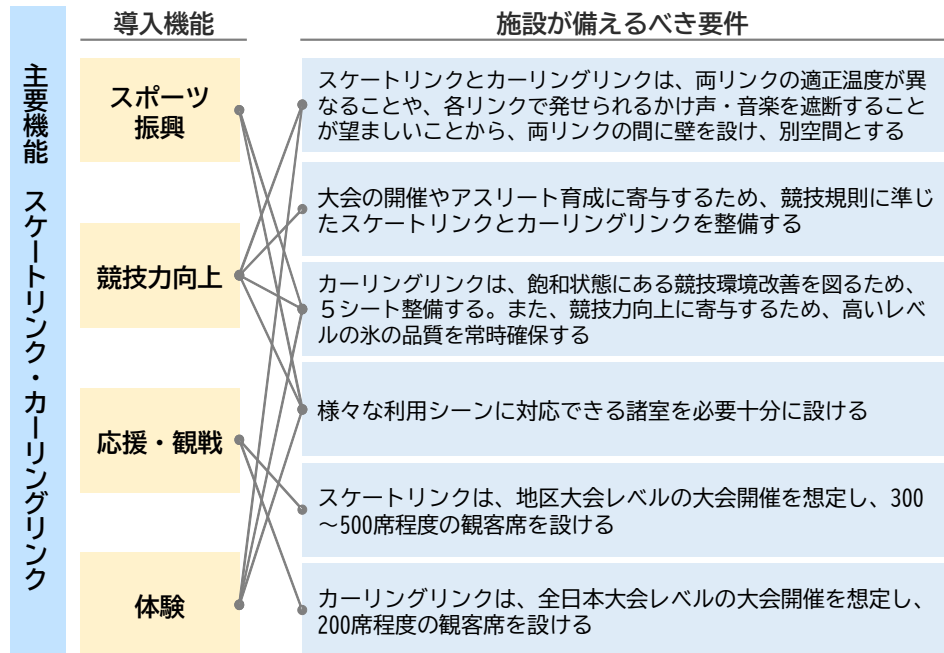 導入機能
施設が備えるべき要件
主要機能 スケートリンク・カーリングリンク
スポーツ
振興
競技力向上
応援・観戦
体験
スケートリンクとカーリングリンクは、両リンクの適正温度が異
なることや、各リンクで発せられるかけ声・音楽を遮断すること
が望ましいことから、両リンクの間に壁を設け、別空間とする
大会の開催やアスリート育成に寄与するため、競技規則に準じ
たスケートリンクとカーリングリンクを整備する
カーリングリンクは、飽和状態にある競技環境改善を図るため、
５シート整備する。また、競技力向上に寄与するため、高いレベ
ルの氷の品質を常時確保する
様々な利用シーンに対応できる諸室を必要十分に設ける
スケートリンクは、地区大会レベルの大会開催を想定し、300
～500席程度の観客席を設ける
カーリングリンクは、全日本大会レベルの大会開催を想定し、
200席程度の観客席を設ける